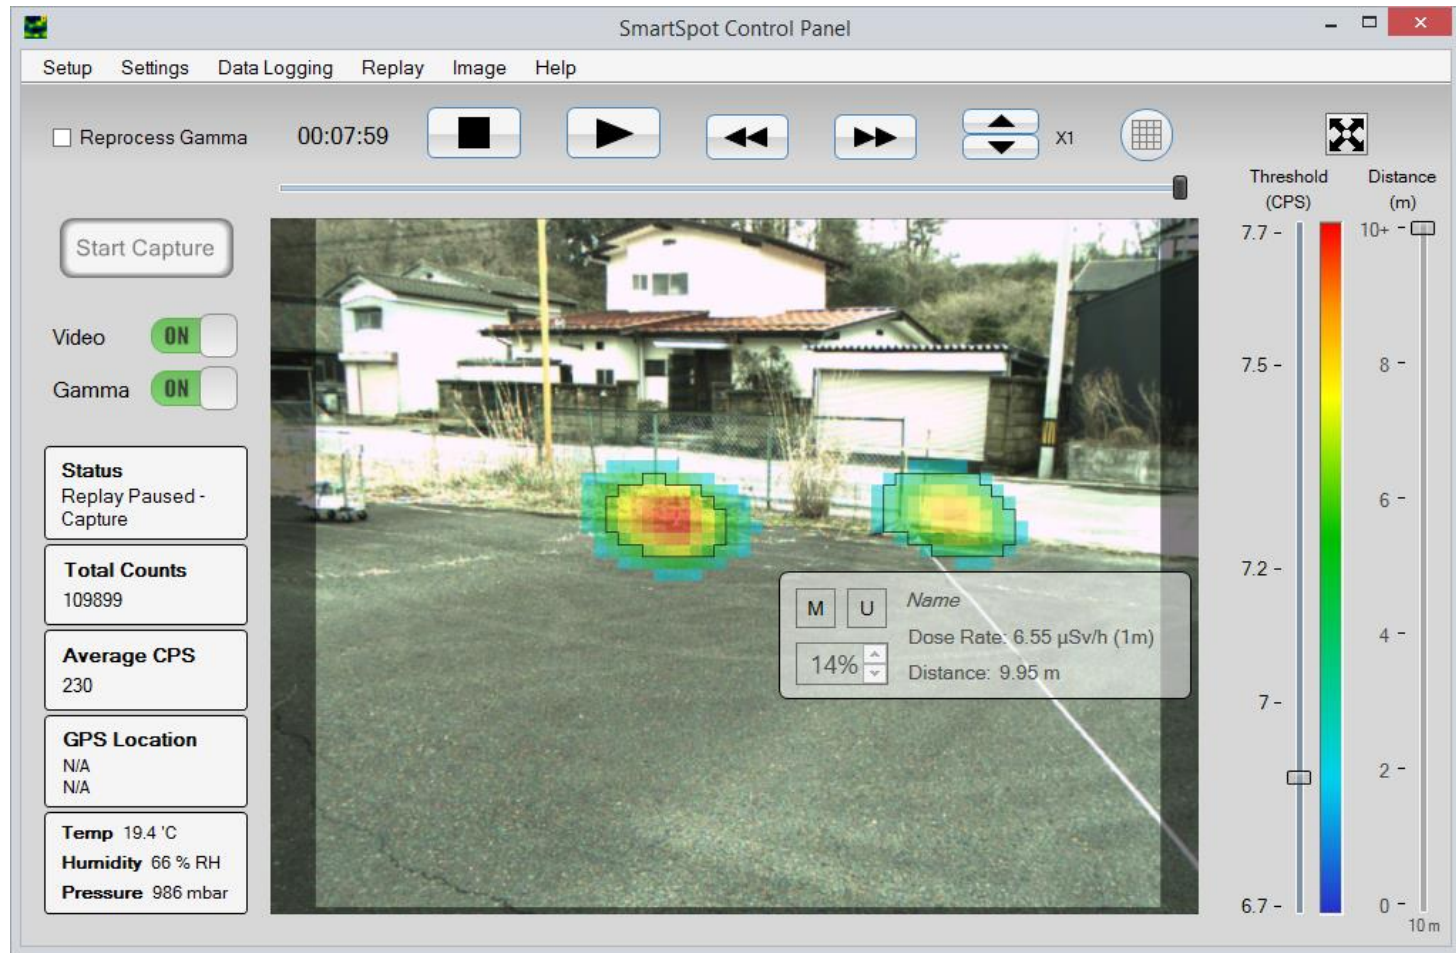 SmartSpot Control Panel
Setup Settings Data Logging Replay Image Help
Reprocess Gamma 00:07:59 X1
Threshold
(CPS)
Distance
(m)
Start Capture
Video ON
Gamma ON
Status
Replay Paused -
Capture
Total Counts
109899
Average CPS
230
GPS Location
N/A
N/A
Temp 19.4 'C
Humidity 66 % RH
Pressure 986 mbar
M U Name
Dose Rate: 6.55 µSv/h (1m)
14% Distance: 9.95 m
7.7 -
7.5 -
7.2 -
7 -
6.7 -
10+ -
8 -
6 -
4 -
2 -
0 -
10 m